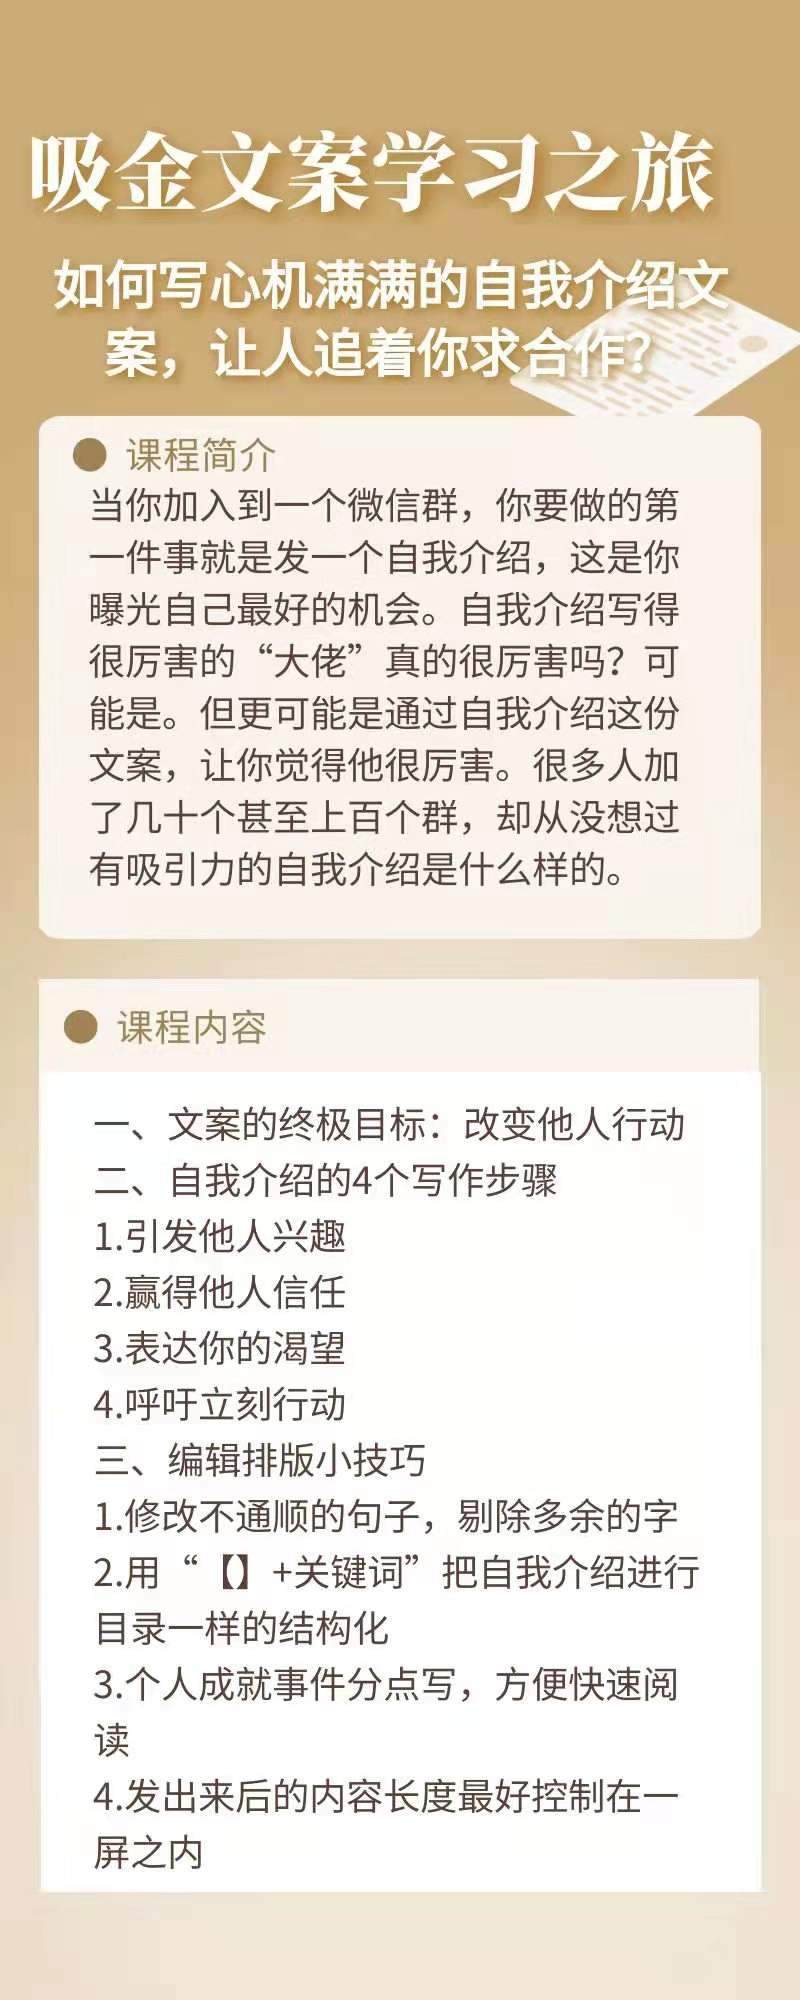 吸金文案学习之旅
如何写心机满满的自我介绍文
案，让人追着你求合作？
课程简介
当你加入到一个微信群，你要做的第
一件事就是发一个自我介绍，这是你
曝光自己最好的机会。自我介绍写得
很厉害的“大佬”真的很厉害吗？可
能是。但更可能是通过自我介绍这份
文案，让你觉得他很厉害。很多人加
了几十个甚至上百个群，却从没想过
有吸引力的自我介绍是什么样的。
课程内容
一、文案的终极目标：改变他人行动
二、自我介绍的4个写作步骤
1.引发他人兴趣
2.赢得他人信任
3.表达你的渴望
4.呼吁立刻行动
三、编辑排版小技巧
1.修改不通顺的句子，剔除多余的字
2.用“【】+关键词”把自我介绍进行
目录一样的结构化
3.个人成就事件分点写，方便快速阅
读
4.发出来后的内容长度最好控制在一
屏之内